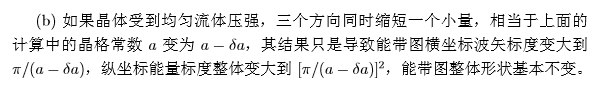 (b) 如果晶体受到均匀流体压强，三个方向同时缩短一个小量，相当于上面的
计算中的晶格常数 a 变为 a − δa，其结果只是导致能带图横坐标波矢标度变大到
π/(a − δa)，纵坐标能量标度整体变大到 [π/(a − δa)]²，能带图整体形状基本不变。